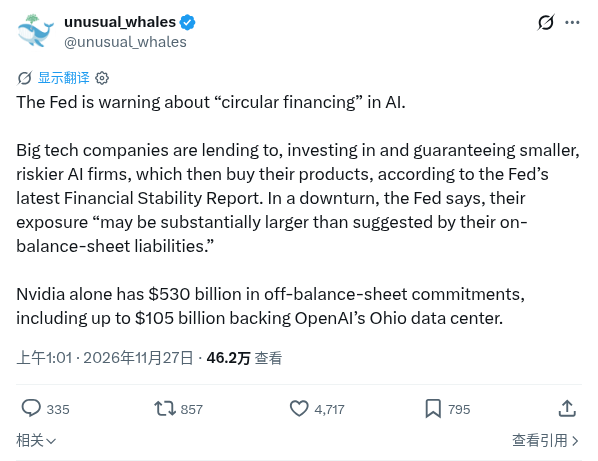 unusual_whales
@unusual_whales
显示翻译
The Fed is warning about “circular financing” in AI.
Big tech companies are lending to, investing in and guaranteeing smaller,
riskier AI firms, which then buy their products, according to the Fed’s
latest Financial Stability Report. In a downturn, the Fed says, their
exposure “may be substantially larger than suggested by their on-
balance-sheet liabilities.”
Nvidia alone has $530 billion in off-balance-sheet commitments,
including up to $105 billion backing OpenAI’s Ohio data center.
上午1:01 · 2026年11月27日 · 46.2万 查看
335 857 4,717 795
相关 查看引用